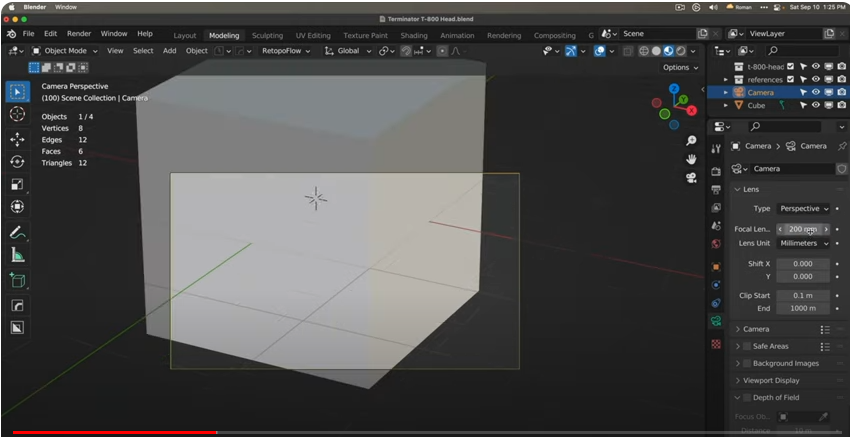 Blender Window
Roman
Sat Sep 10 1:25 PM
Terminator T-800 Head.blend
File Edit Render Window Help Layout Modeling Sculpting UV Editing Texture Paint Shading Animation Rendering Compositing G Scene ViewLayer
Object Mode View Select Add Object RetopoFlow Global
Options
Camera Perspective
(100) Scene Collection | Camera
Objects 1 / 4
Vertices 8
Edges 12
Faces 6
Triangles 12
Z
Y
X
t-800-head
references
Camera
Cube
Camera > Camera
Camera
Lens
Type Perspective
Focal Len... 200 mm
Lens Unit Millimeters
Shift X 0.000
Y 0.000
Clip Start 0.1 m
End 1000 m
Camera
Safe Areas
Background Images
Viewport Display
Depth of Field
Focus Ob...
Distance 10 m